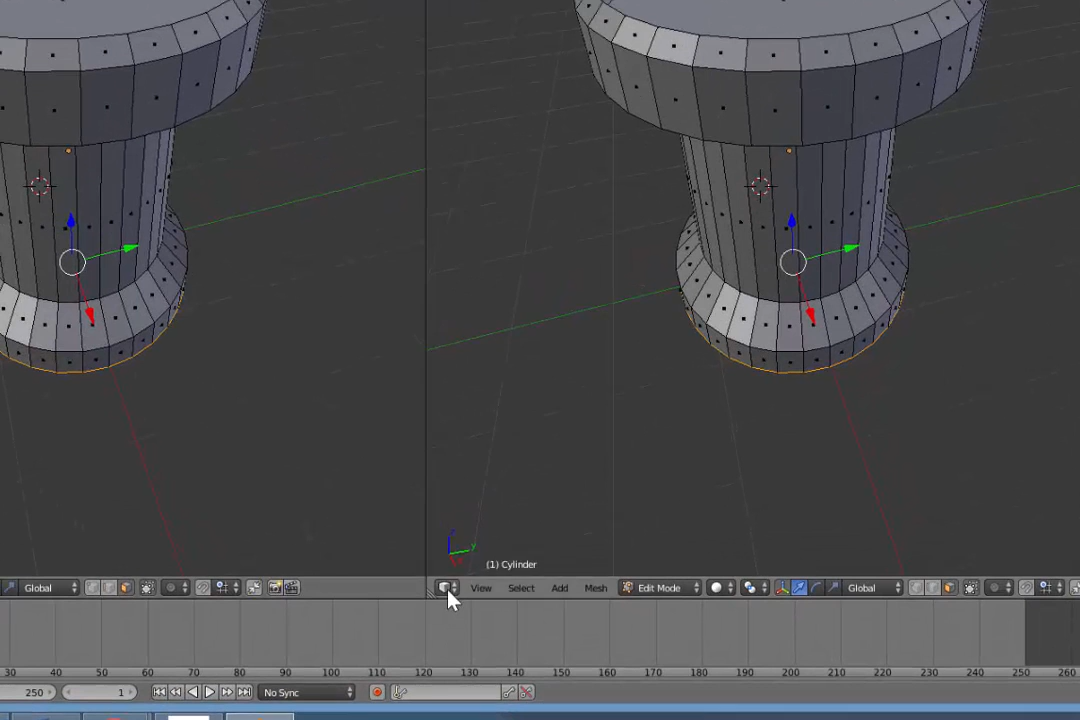 (1) Cylinder
Global View Select Add Mesh Edit Mode Global
30 40 50 60 70 80 90 100 110 120 130 140 150 160 170 180 190 200 210 220 230 240 250 260
250 1 No Sync